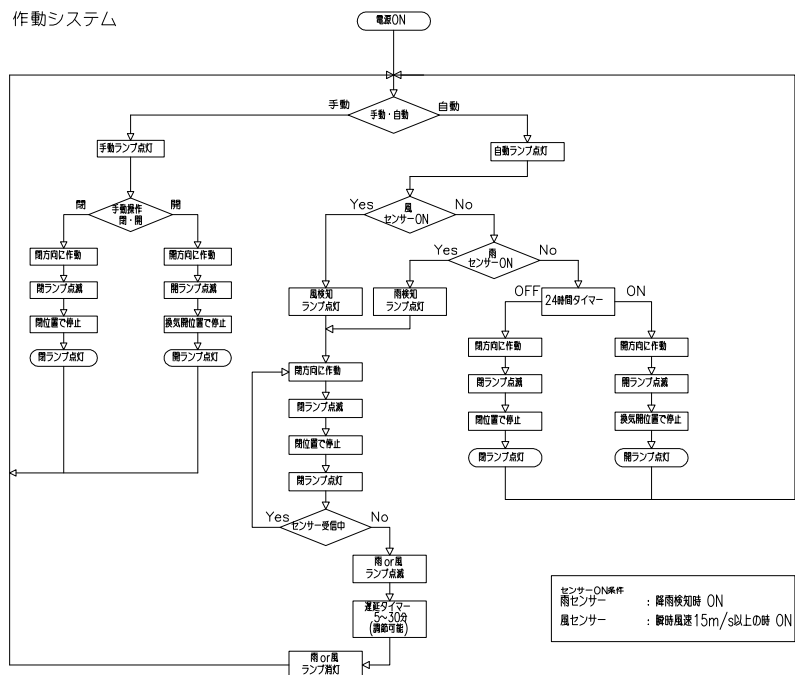 作動システム
電源ON
手動 自動
手動・自動
手動ランプ点灯
自動ランプ点灯
閉 開
手動操作
閉・開
Yes No
風
センサーON
Yes No
雨
センサーON
閉方向に作動
開方向に作動
閉ランプ点滅
開ランプ点滅
閉位置で停止
換気開位置で停止
閉ランプ点灯
開ランプ点灯
風検知
ランプ点灯
雨検知
ランプ点灯
OFF ON
24時間タイマー
閉方向に作動
開方向に作動
閉ランプ点滅
開ランプ点滅
閉位置で停止
換気開位置で停止
閉ランプ点灯
開ランプ点灯
閉方向に作動
閉ランプ点滅
閉位置で停止
閉ランプ点灯
Yes No
センサー受信中
雨or風
ランプ点滅
遅延タイマー
5~30分
(調節可能)
雨or風
ランプ消灯
センサーON条件
雨センサー : 降雨検知時 ON
風センサー : 瞬時風速15m/s以上の時 ON